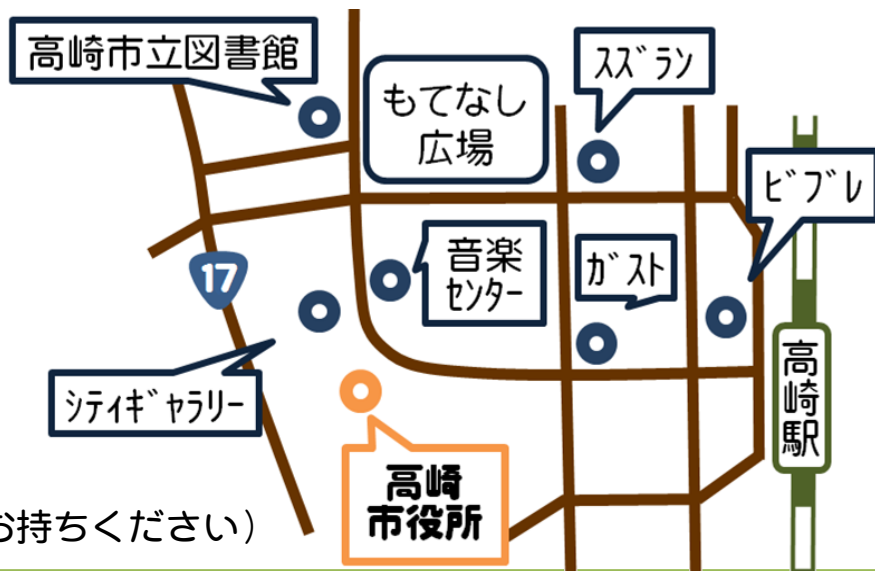 高崎市立図書館
もてなし
広場
ｽｽﾞﾗﾝ
ﾋﾞﾌﾞﾚ
音楽
ｾﾝﾀｰ
ｶﾞｽﾄ
17
ｼﾃｨｷﾞｬﾗﾘｰ
高崎駅
高崎
市役所
お持ちください）